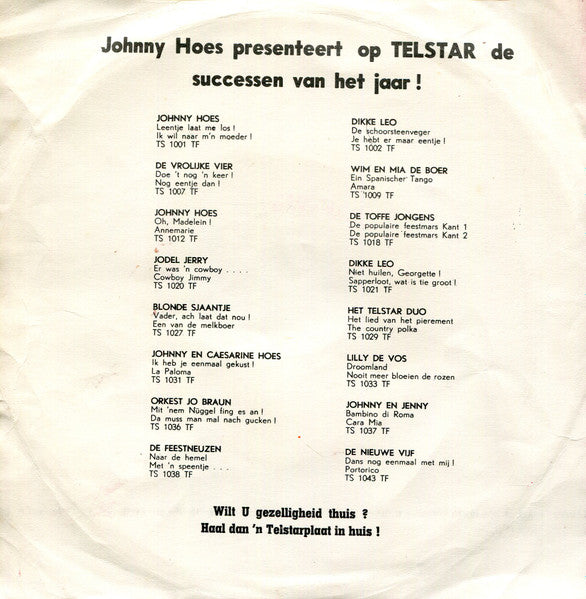 Johnny Hoes presenteert op TELSTAR de
successen van het jaar !
JOHNNY HOES
Leentje laat me los !
Ik wil naar m'n moeder !
TS 1001 TF
DE VROLIJKE VIER
Doe 't nog 'n keer !
Nog eentje dan !
TS 1007 TF
JOHNNY HOES
Oh, Madelein !
Annemarie
TS 1012 TF
JODEL JERRY
Er was 'n cowboy . . . .
Cowboy Jimmy
TS 1020 TF
BLONDE SJAANTJE
Vader, ach laat dat nou !
Een van de melkboer
TS 1027 TF
JOHNNY EN CAESARINE HOES
Ik heb je eenmaal gekust !
La Paloma
TS 1031 TF
ORKEST JO BRAUN
Mit 'nem Nüggel fing es an !
Da muss man mal nach gucken !
TS 1036 TF
DE FEESTNEUZEN
Naar de hemel
Met 'n speentje . . .
TS 1038 TF
DIKKE LEO
De schoorsteenveger
Je hebt er maar eentje !
TS 1002 TF
WIM EN MIA DE BOER
Ein Spanischer Tango
Amara
TS 1009 TF
DE TOFFE JONGENS
De populaire feestmars Kant 1
De populaire feestmars Kant 2
TS 1018 TF
DIKKE LEO
Niet huilen, Georgette !
Sapperloot, wat is tie groot !
TS 1021 TF
HET TELSTAR DUO
Het lied van het pierement
The country polka
TS 1029 TF
LILLY DE VOS
Droomland
Nooit meer bloeien de rozen
TS 1033 TF
JOHNNY EN JENNY
Bambino di Roma
Cara Mia
TS 1037 TF
DE NIEUWE VIJF
Dans nog eenmaal met mij !
Portorico
TS 1043 TF
Wilt U gezelligheid thuis ?
Haal dan 'n Telstarplaat in huis !